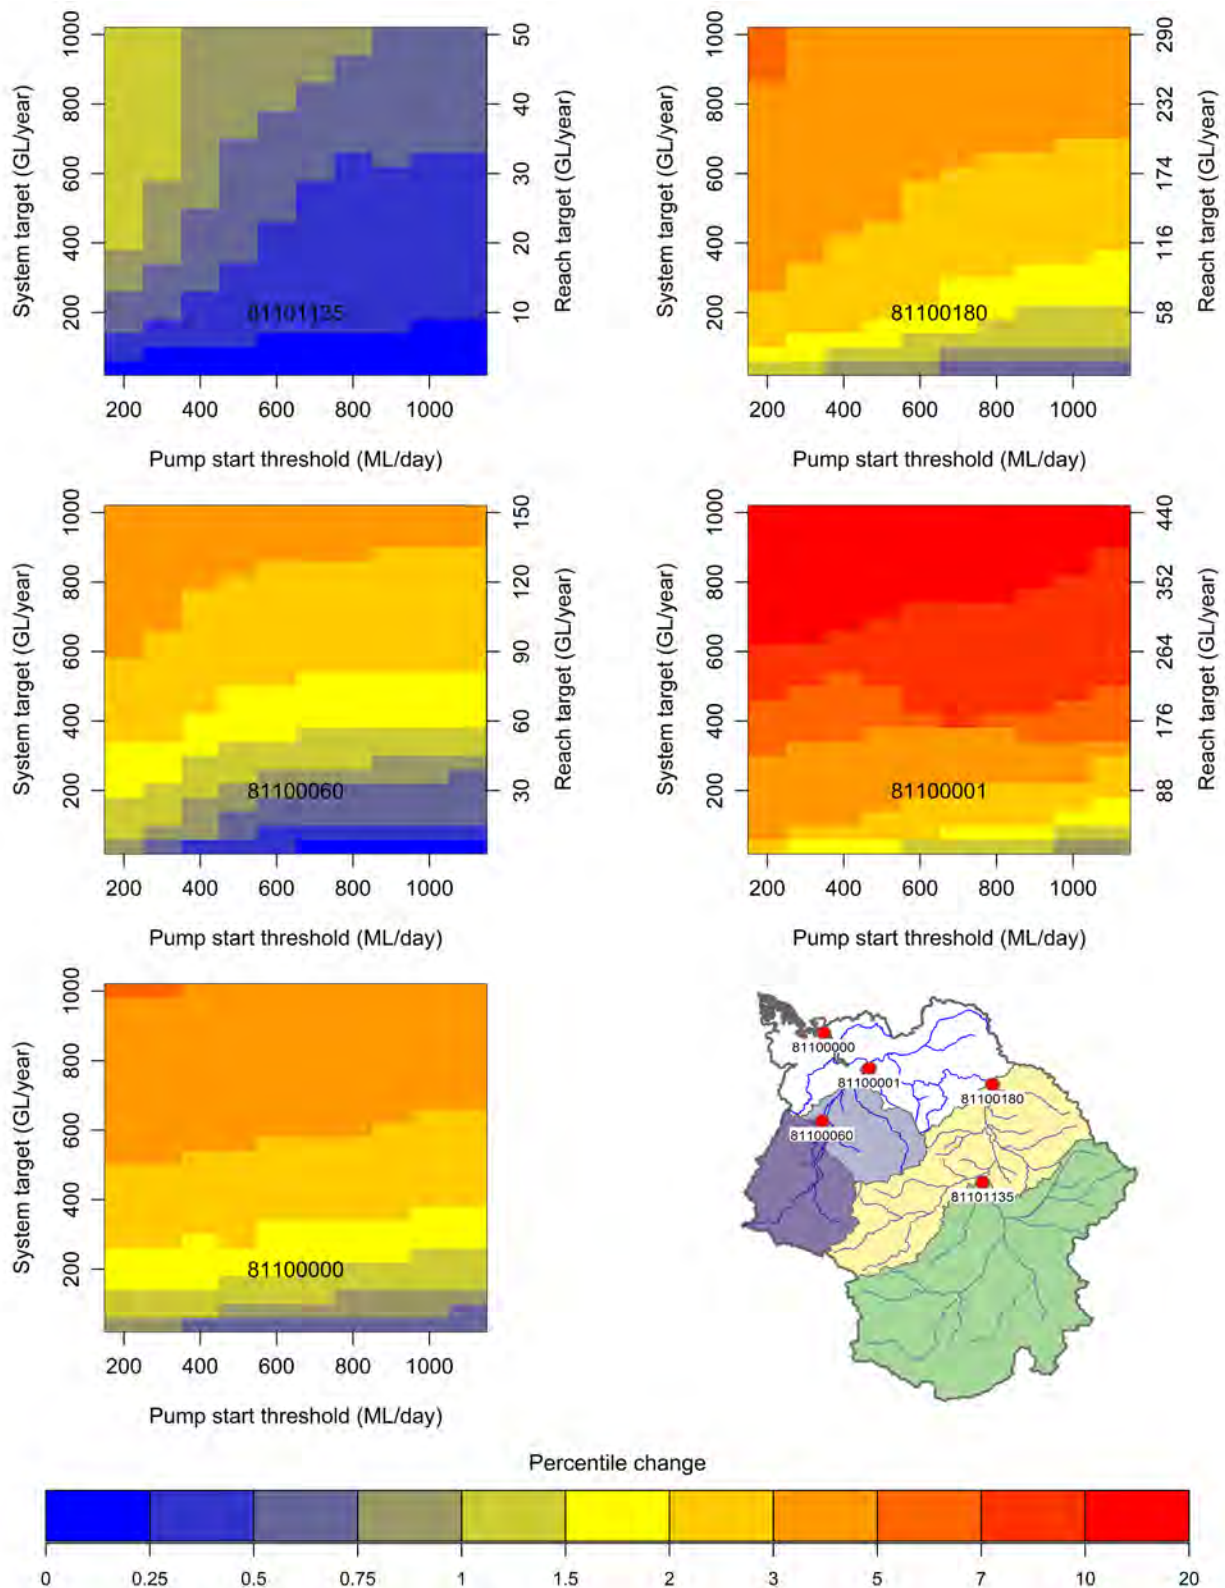 System target (GL/year)
1000
800
600
400
200
50
40
30
20
10
Reach target (GL/year)
81101135
200 400 600 800 1000
Pump start threshold (ML/day)
System target (GL/year)
1000
800
600
400
200
290
232
174
116
58
Reach target (GL/year)
81100180
200 400 600 800 1000
Pump start threshold (ML/day)
System target (GL/year)
1000
800
600
400
200
150
120
90
60
30
Reach target (GL/year)
81100060
200 400 600 800 1000
Pump start threshold (ML/day)
System target (GL/year)
1000
800
600
400
200
440
352
264
176
88
Reach target (GL/year)
81100001
200 400 600 800 1000
Pump start threshold (ML/day)
System target (GL/year)
1000
800
600
400
200
81100000
200 400 600 800 1000
Pump start threshold (ML/day)
81100000
81100001
81100180
81100060
81101135
Percentile change
0 0.25 0.5 0.75 1 1.5 2 3 5 7 10 20